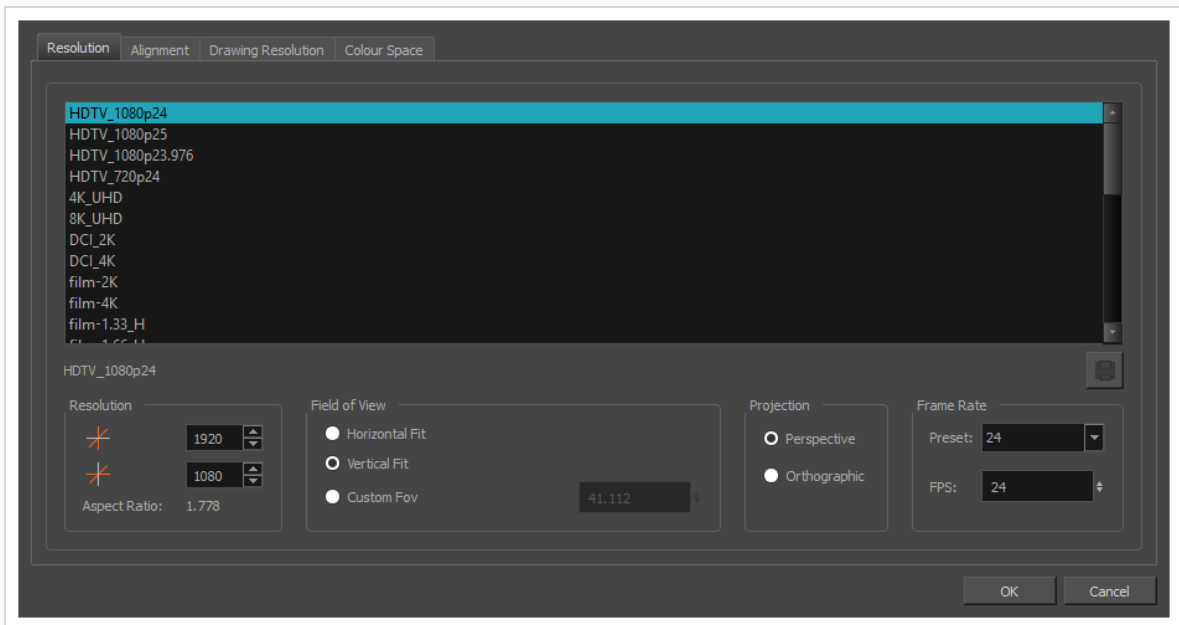 Resolution Alignment Drawing Resolution Colour Space
HDTV_1080p24
HDTV_1080p25
HDTV_1080p23.976
HDTV_720p24
4K_UHD
8K_UHD
DCI_2K
DCI_4K
film-2K
film-4K
film-1.33_H
HDTV_1080p24
Resolution Field of View Projection Frame Rate
1920 Horizontal Fit Perspective Preset: 24
Vertical Fit
1080 Orthographic FPS: 24
Custom Fov 41.112
Aspect Ratio: 1.778
OK Cancel